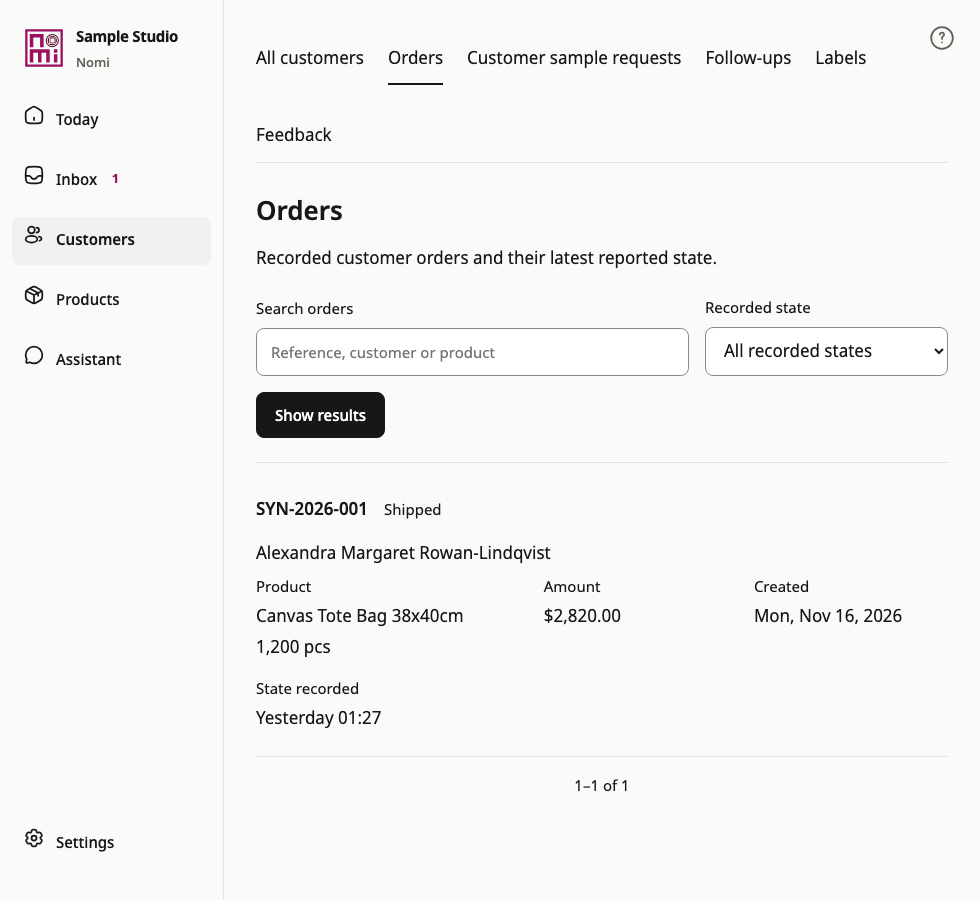 nomi
Sample Studio
Nomi
Today
Inbox 1
Customers
Products
Assistant
Settings
?
All customers Orders Customer sample requests Follow-ups Labels
Feedback
Orders
Recorded customer orders and their latest reported state.
Search orders
Reference, customer or product
Recorded state
All recorded states
Show results
SYN-2026-001 Shipped
Alexandra Margaret Rowan-Lindqvist
Product Amount Created
Canvas Tote Bag 38x40cm $2,820.00 Mon, Nov 16, 2026
1,200 pcs
State recorded
Yesterday 01:27
1–1 of 1